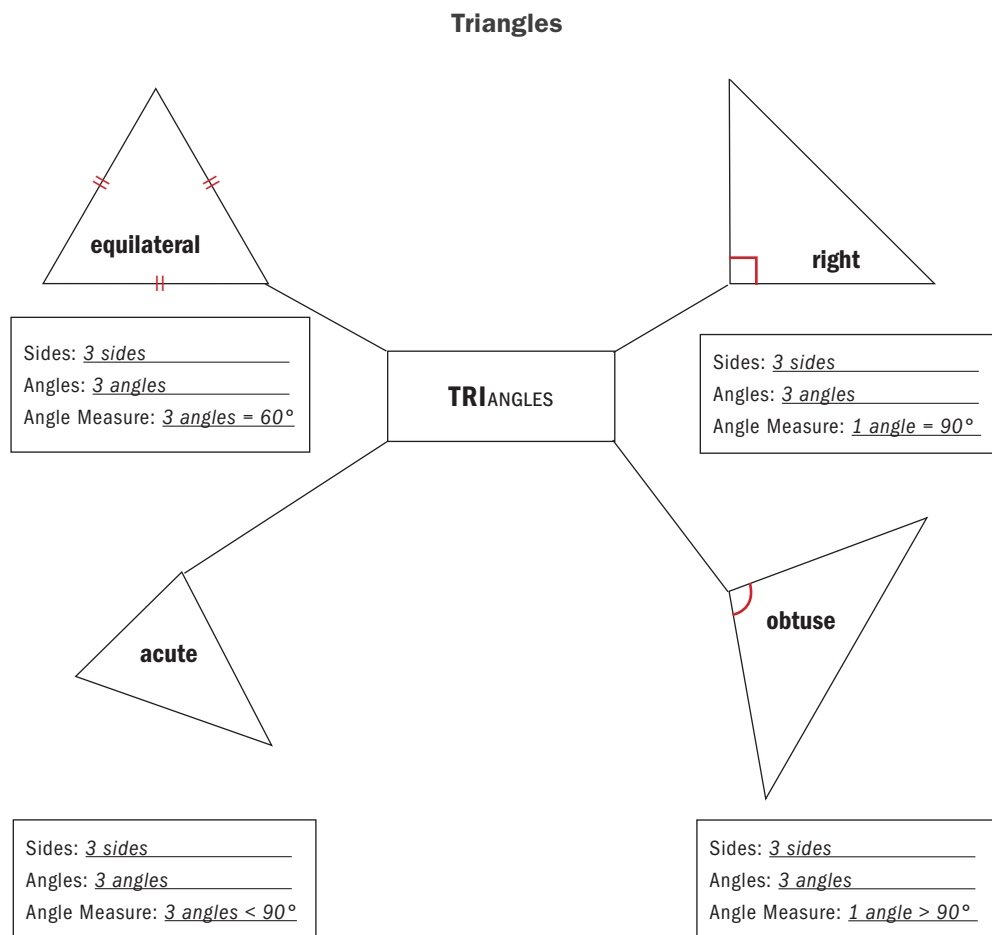 Triangles
equilateral
right
Sides: 3 sides
Angles: 3 angles
Angle Measure: 3 angles = 60°
Sides: 3 sides
Angles: 3 angles
Angle Measure: 1 angle = 90°
TRIANGLES
acute
obtuse
Sides: 3 sides
Angles: 3 angles
Angle Measure: 3 angles < 90°
Sides: 3 sides
Angles: 3 angles
Angle Measure: 1 angle > 90°